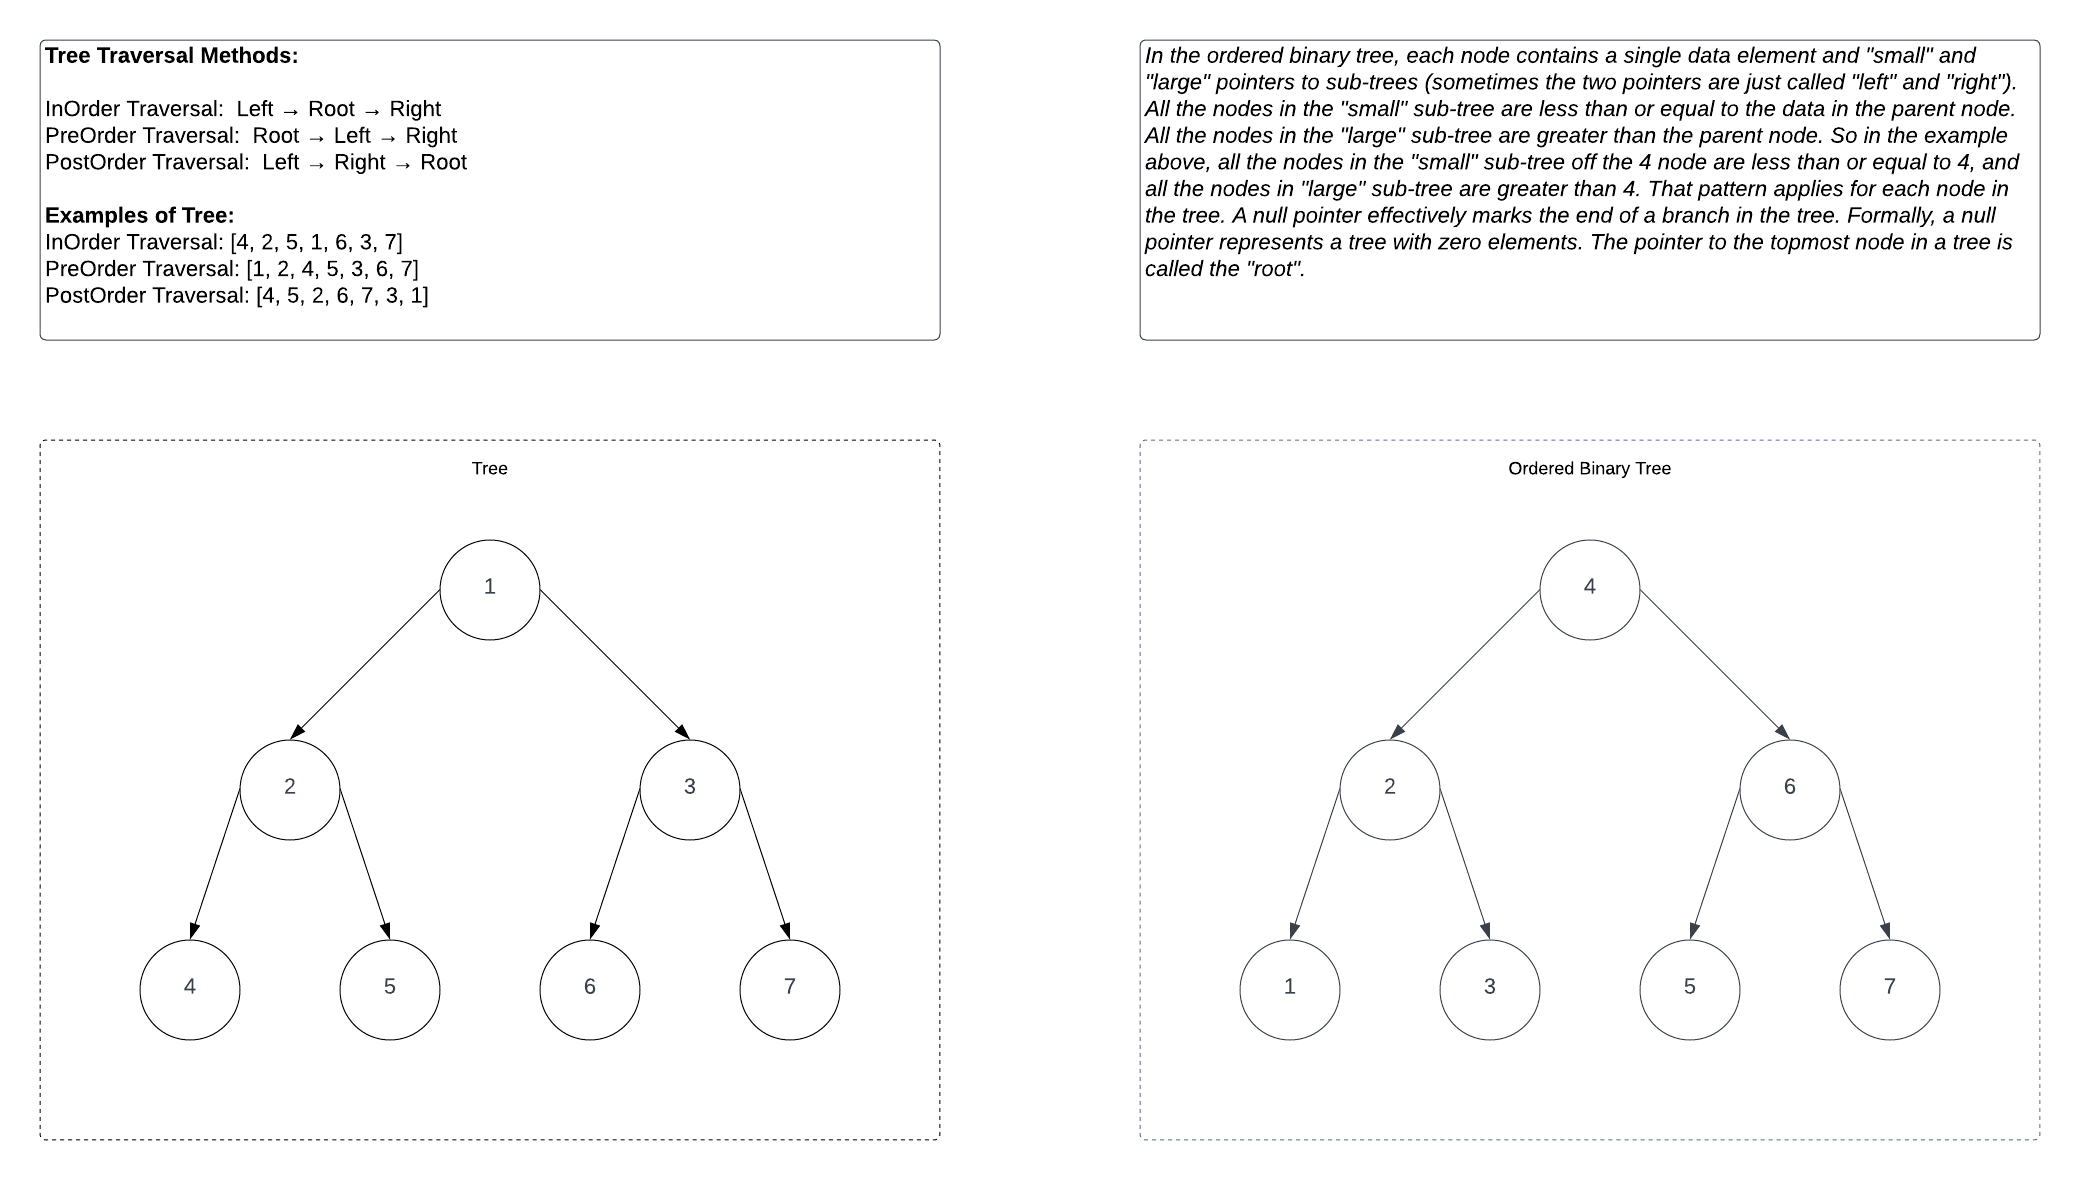 Tree Traversal Methods:
InOrder Traversal:  Left → Root → Right
PreOrder Traversal:  Root → Left → Right
PostOrder Traversal:  Left → Right → Root
Examples of Tree:
InOrder Traversal: [4, 2, 5, 1, 6, 3, 7]
PreOrder Traversal: [1, 2, 4, 5, 3, 6, 7]
PostOrder Traversal: [4, 5, 2, 6, 7, 3, 1]
In the ordered binary tree, each node contains a single data element and "small" and
"large" pointers to sub-trees (sometimes the two pointers are just called "left" and "right").
All the nodes in the "small" sub-tree are less than or equal to the data in the parent node.
All the nodes in the "large" sub-tree are greater than the parent node. So in the example
above, all the nodes in the "small" sub-tree off the 4 node are less than or equal to 4, and
all the nodes in "large" sub-tree are greater than 4. That pattern applies for each node in
the tree. A null pointer effectively marks the end of a branch in the tree. Formally, a null
pointer represents a tree with zero elements. The pointer to the topmost node in a tree is
called the "root".
Tree
1
2
3
4
5
6
7
Ordered Binary Tree
4
2
6
1
3
5
7